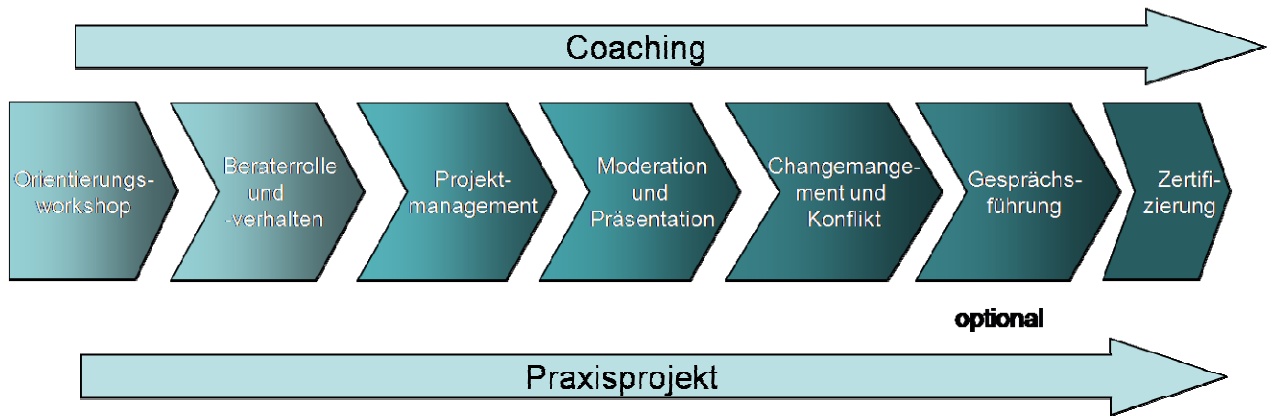 Coaching
Orientierungs-
workshop
Beraterrolle
und
-verhalten
Projekt-
management
Moderation
und
Präsentation
Changemange-
ment und
Konflikt
Gesprächs-
führung
Zertifi-
zierung
optional
Praxisprojekt